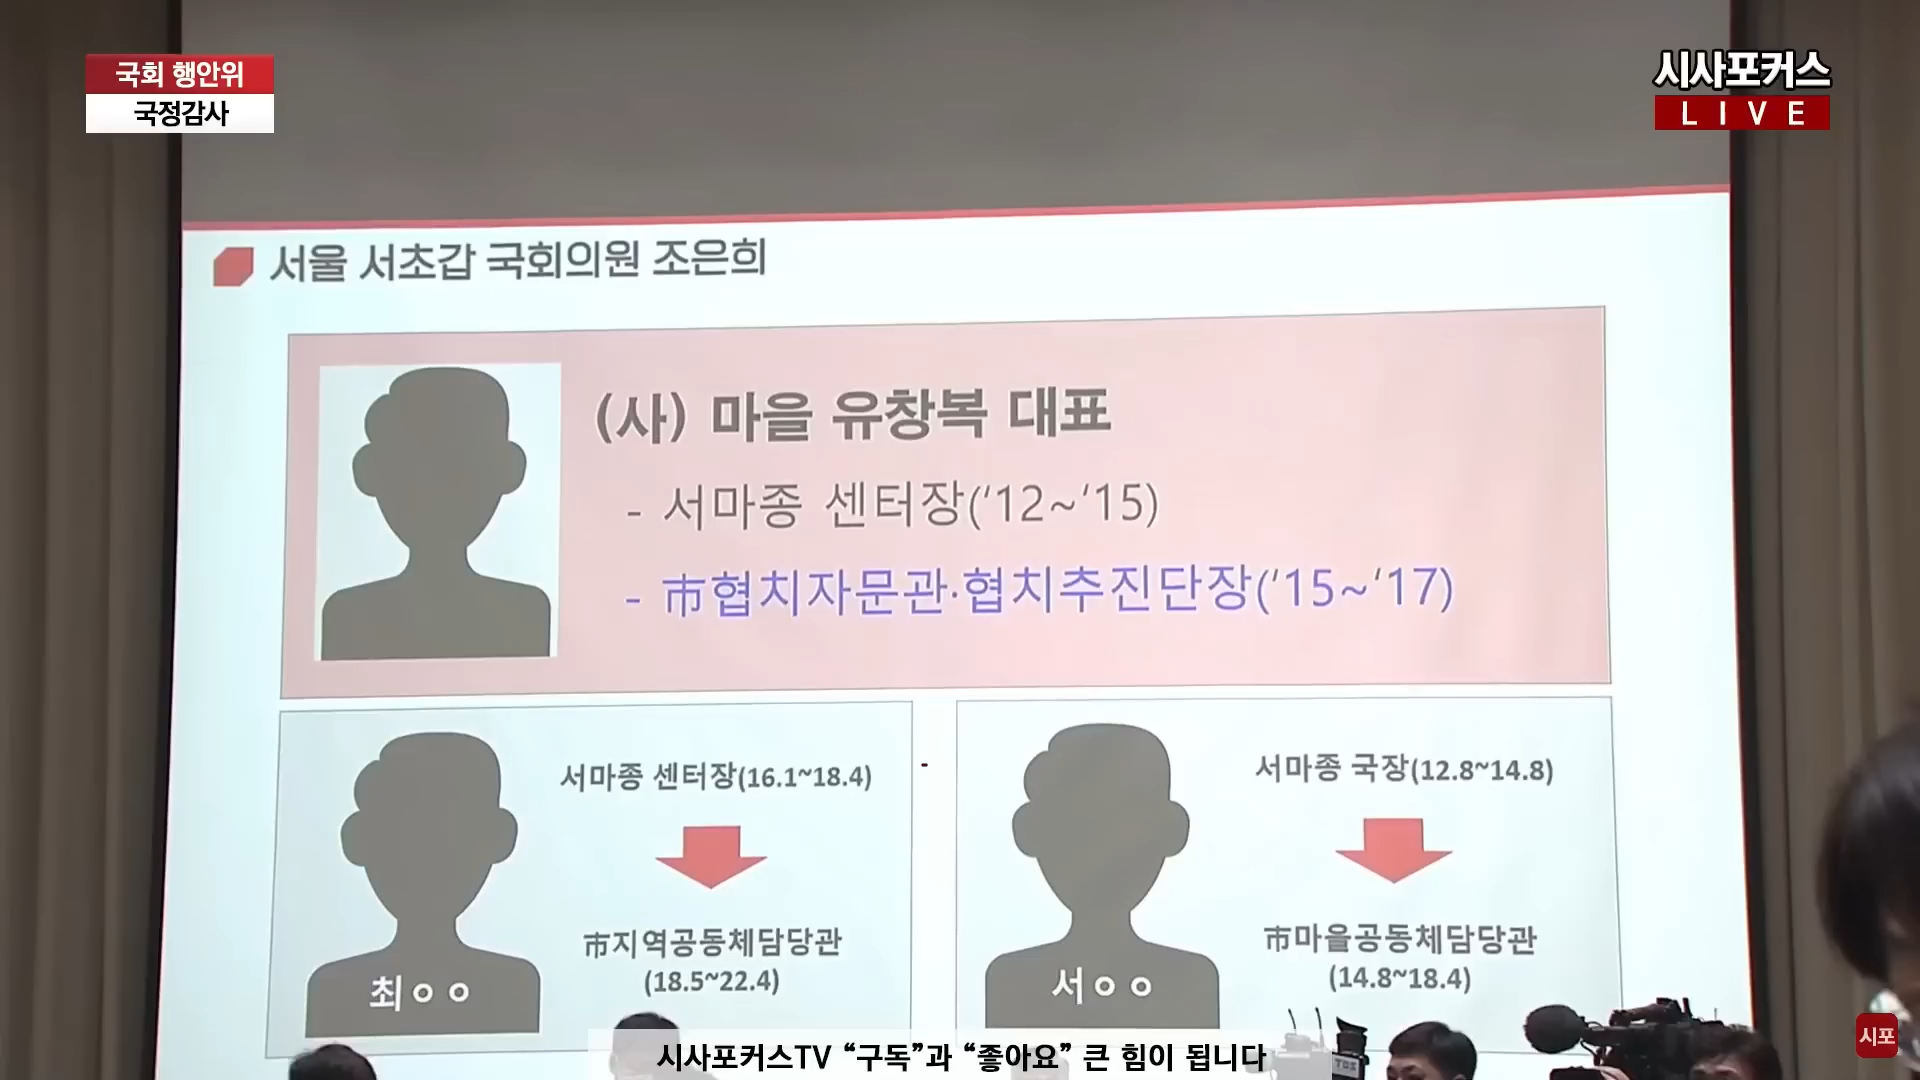 국회 행안위
국정감사
시사포커스
LIVE
서울 서초갑 국회의원 조은희
(사) 마을 유창복 대표
- 서마종 센터장(‘12~‘15)
- 市협치자문관·협치추진단장(‘15~‘17)
서마종 센터장(16.1~18.4)
市지역공동체담당관
(18.5~22.4)
최ㅇㅇ
서마종 국장(12.8~14.8)
市마을공동체담당관
(14.8~18.4)
서ㅇㅇ
TBS
시포
시사포커스TV “구독”과 “좋아요” 큰 힘이 됩니다